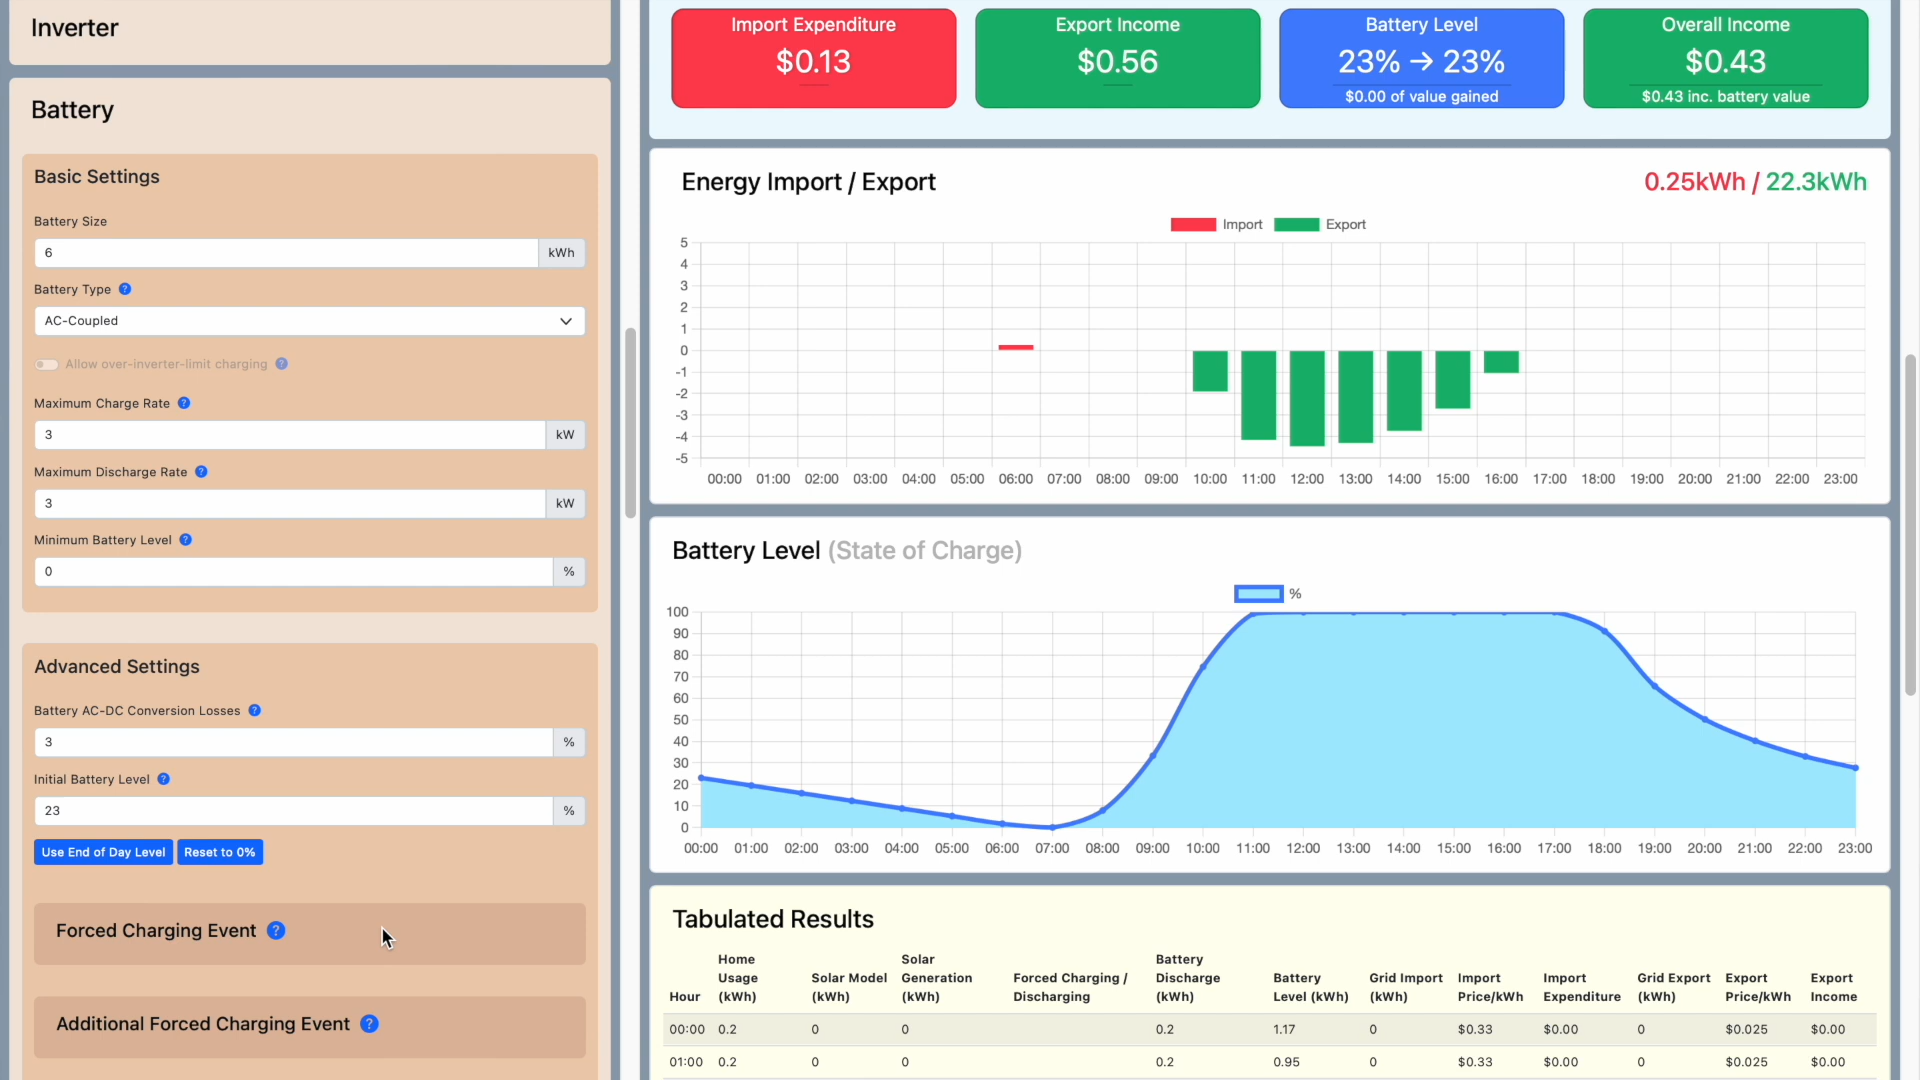 Inverter
Battery
Basic Settings
Battery Size
6 kWh
Battery Type ?
AC-Coupled
Allow over-inverter-limit charging ?
Maximum Charge Rate ?
3 kW
Maximum Discharge Rate ?
3 kW
Minimum Battery Level ?
0 %
Advanced Settings
Battery AC-DC Conversion Losses ?
3 %
Initial Battery Level ?
23 %
Use End of Day Level Reset to 0%
Forced Charging Event ?
Additional Forced Charging Event ?
Import Expenditure
$0.13
Export Income
$0.56
Battery Level
23% → 23%
$0.00 of value gained
Overall Income
$0.43
$0.43 inc. battery value
Energy Import / Export 0.25kWh / 22.3kWh
Import Export
5
4
3
2
1
0
-1
-2
-3
-4
-5
00:00 01:00 02:00 03:00 04:00 05:00 06:00 07:00 08:00 09:00 10:00 11:00 12:00 13:00 14:00 15:00 16:00 17:00 18:00 19:00 20:00 21:00 22:00 23:00
Battery Level (State of Charge)
%
100
90
80
70
60
50
40
30
20
10
0
00:00 01:00 02:00 03:00 04:00 05:00 06:00 07:00 08:00 09:00 10:00 11:00 12:00 13:00 14:00 15:00 16:00 17:00 18:00 19:00 20:00 21:00 22:00 23:00
Tabulated Results
Hour Home Usage (kWh) Solar Model (kWh) Solar Generation (kWh) Forced Charging / Discharging Battery Discharge (kWh) Battery Level (kWh) Grid Import (kWh) Import Price/kWh Import Expenditure Grid Export (kWh) Export Price/kWh Export Income
00:00 0.2 0 0 0.2 1.17 0 $0.33 $0.00 0 $0.025 $0.00
01:00 0.2 0 0 0.2 0.95 0 $0.33 $0.00 0 $0.025 $0.00